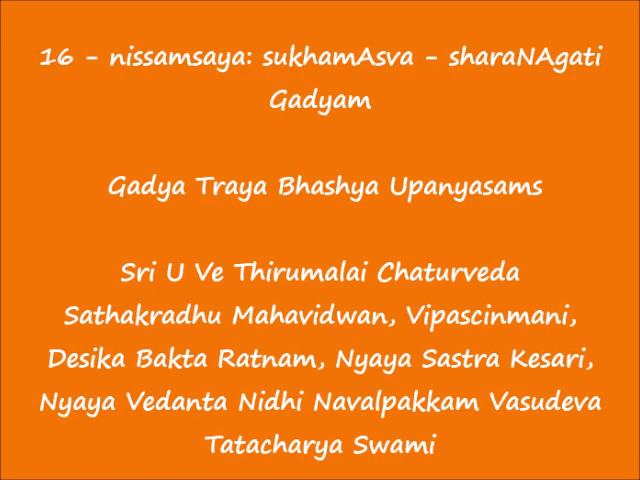 16 - nissamsaya: sukhamAsva - sharaNAgati
Gadyam
Gadya Traya Bhashya Upanyasams
Sri U Ve Thirumalai Chaturveda
Sathakradhu Mahavidwan, Vipascinmani,
Desika Bakta Ratnam, Nyaya Sastra Kesari,
Nyaya Vedanta Nidhi Navalpakkam Vasudeva
Tatacharya Swami